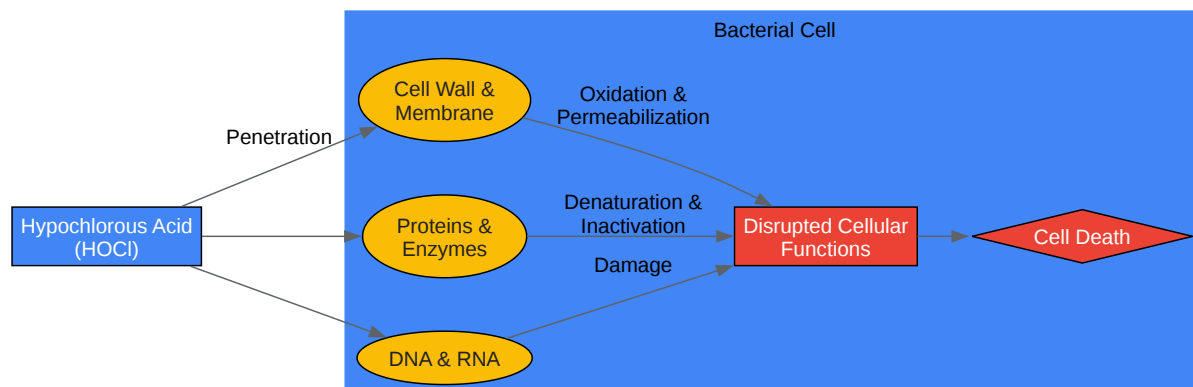 Bacterial Cell
Cell Wall &
Membrane
Oxidation &
Permeabilization
Penetration
Hypochlorous Acid
(HOCl)
Proteins &
Enzymes
Denaturation &
Inactivation
Disrupted Cellular
Functions
Cell Death
Damage
DNA & RNA